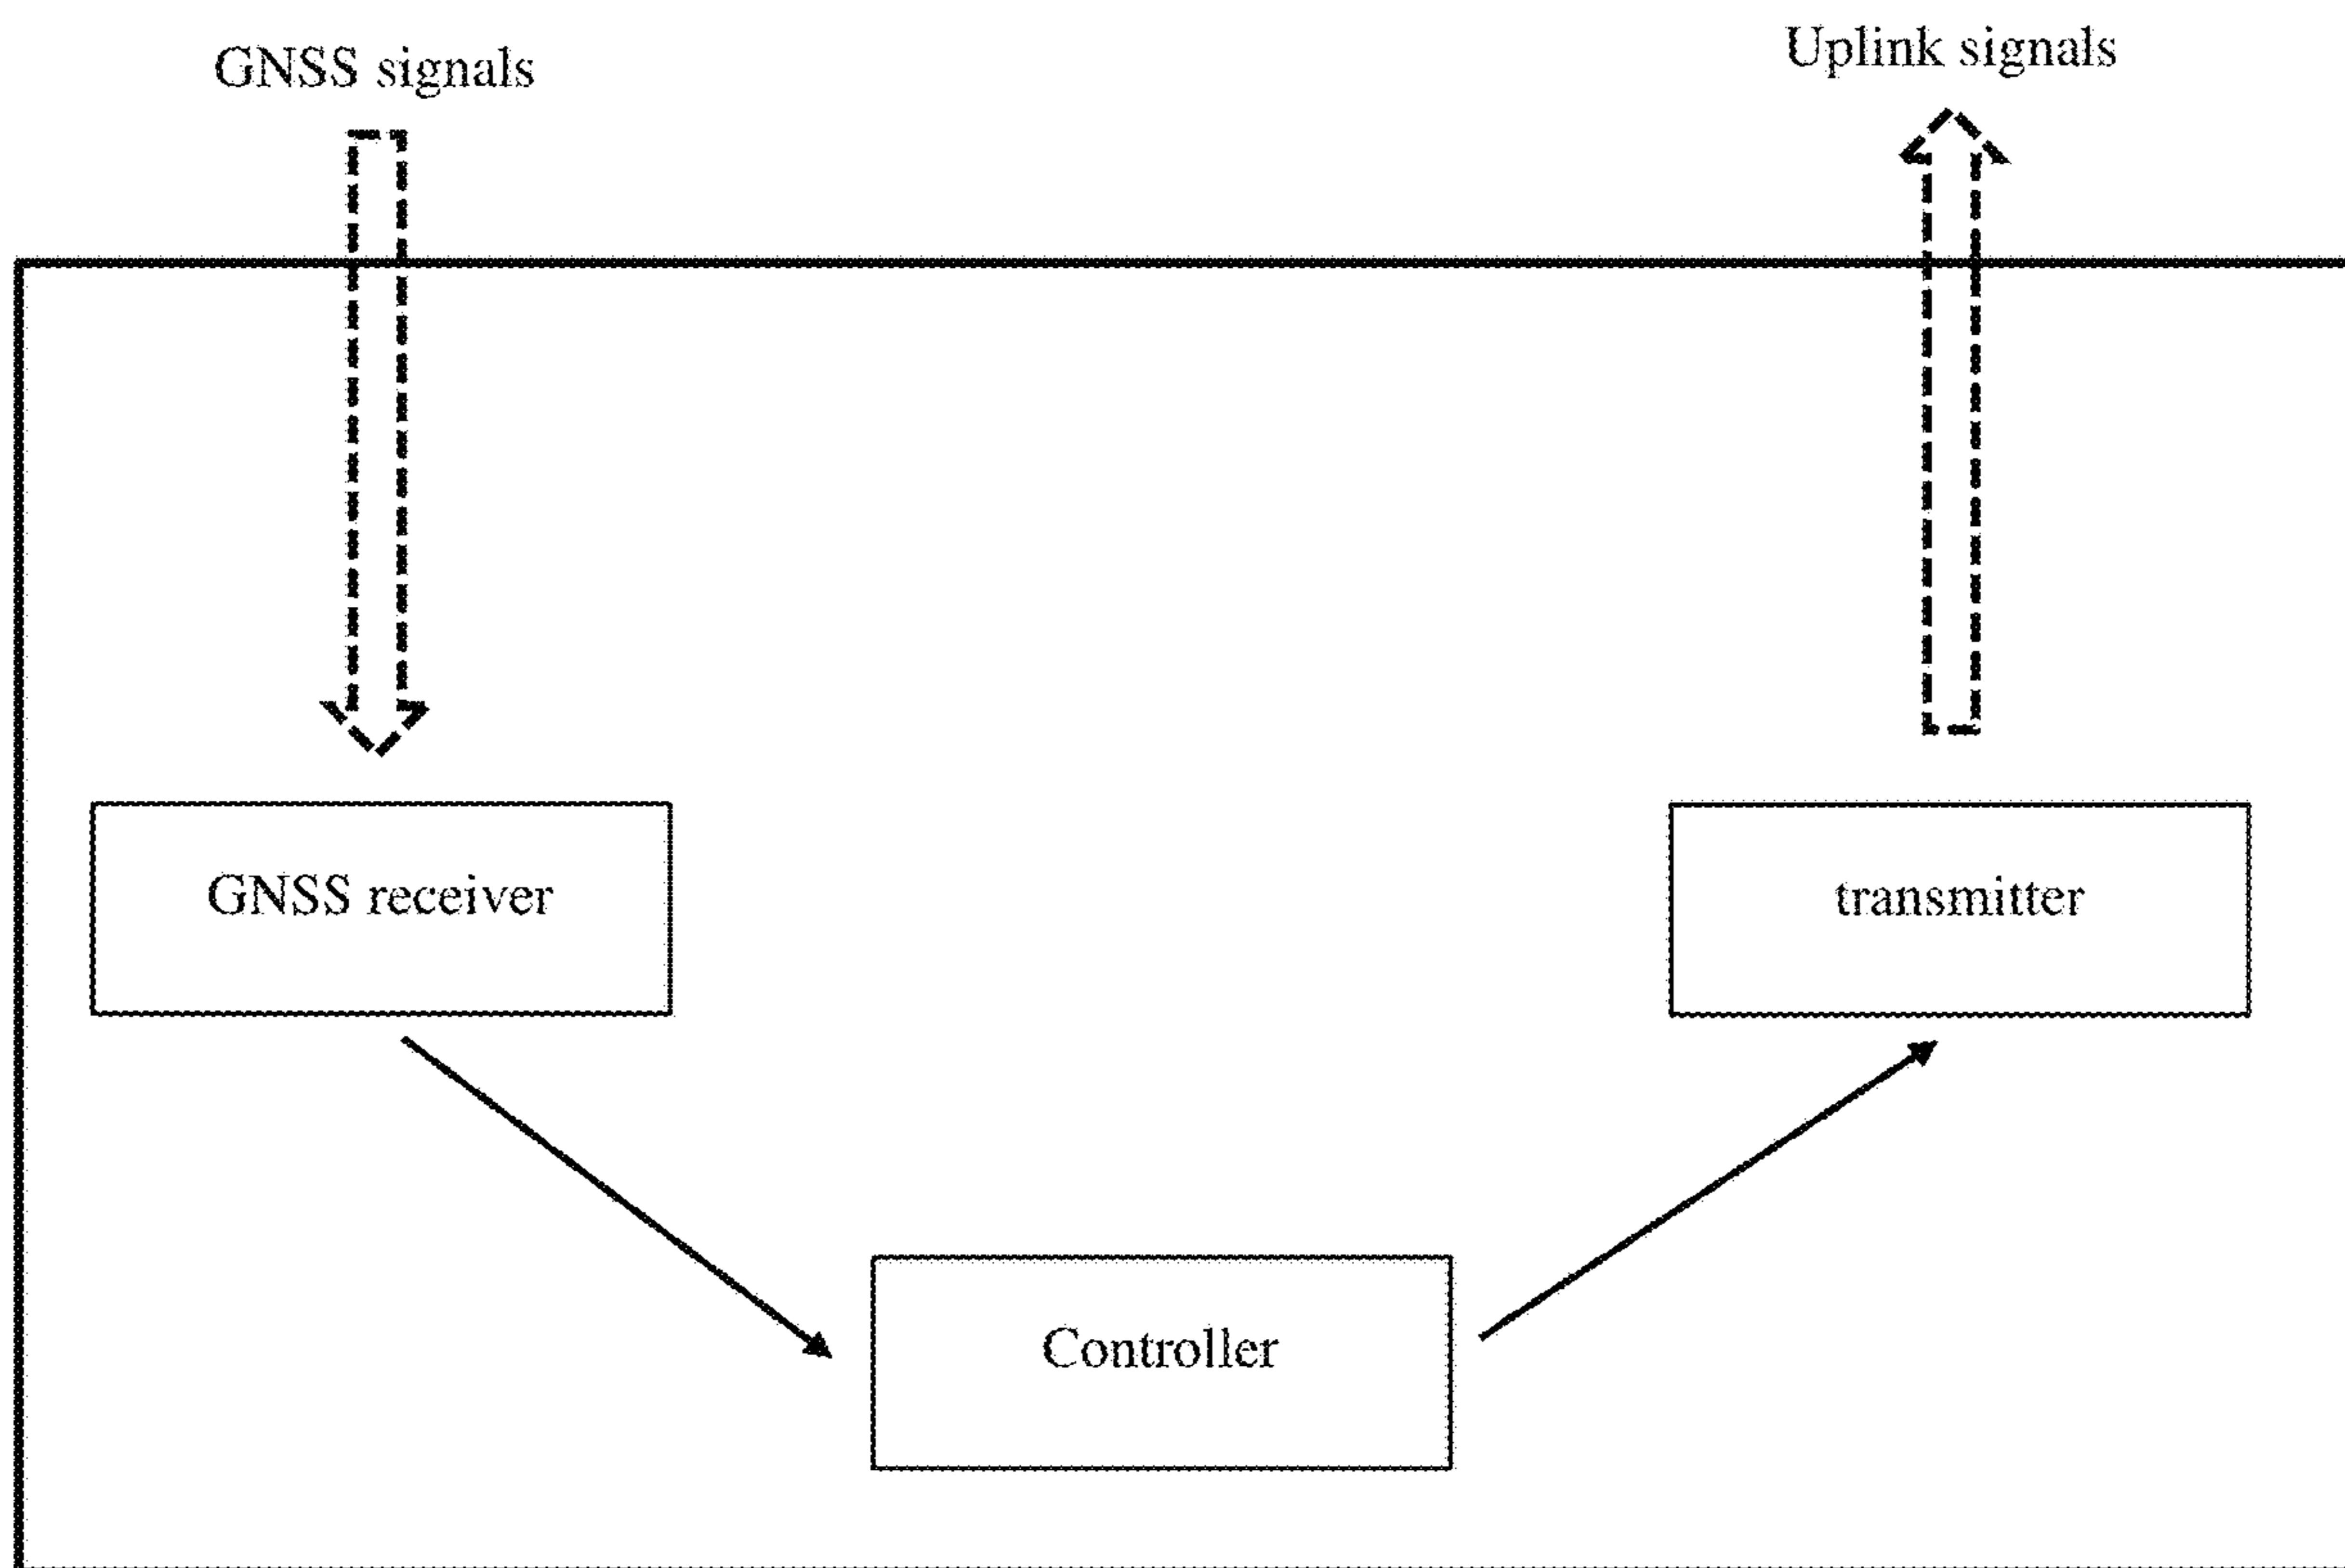 GNSS signals
Uplink signals
GNSS receiver
transmitter
Controller